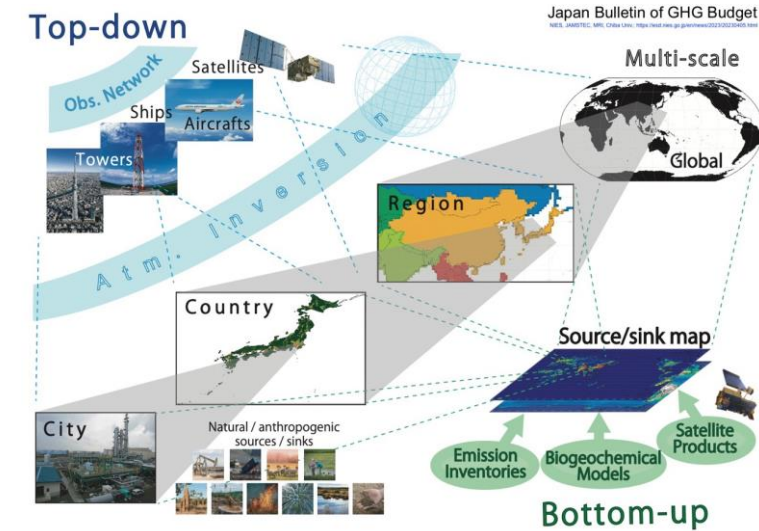 Japan Bulletin of GHG Budget
NIES, JAMSTEC, MRI, Chiba Univ.: https://esd.nies.go.jp/en/news/2023/20230405.html
Top-down
Multi-scale
Obs. Network
Satellites
Ships
Aircrafts
Towers
Atm. Inversion
Global
Region
Country
Source/sink map
City
Natural / anthropogenic
sources / sinks
Emission
Inventories
Biogeochemical
Models
Satellite
Products
Bottom-up